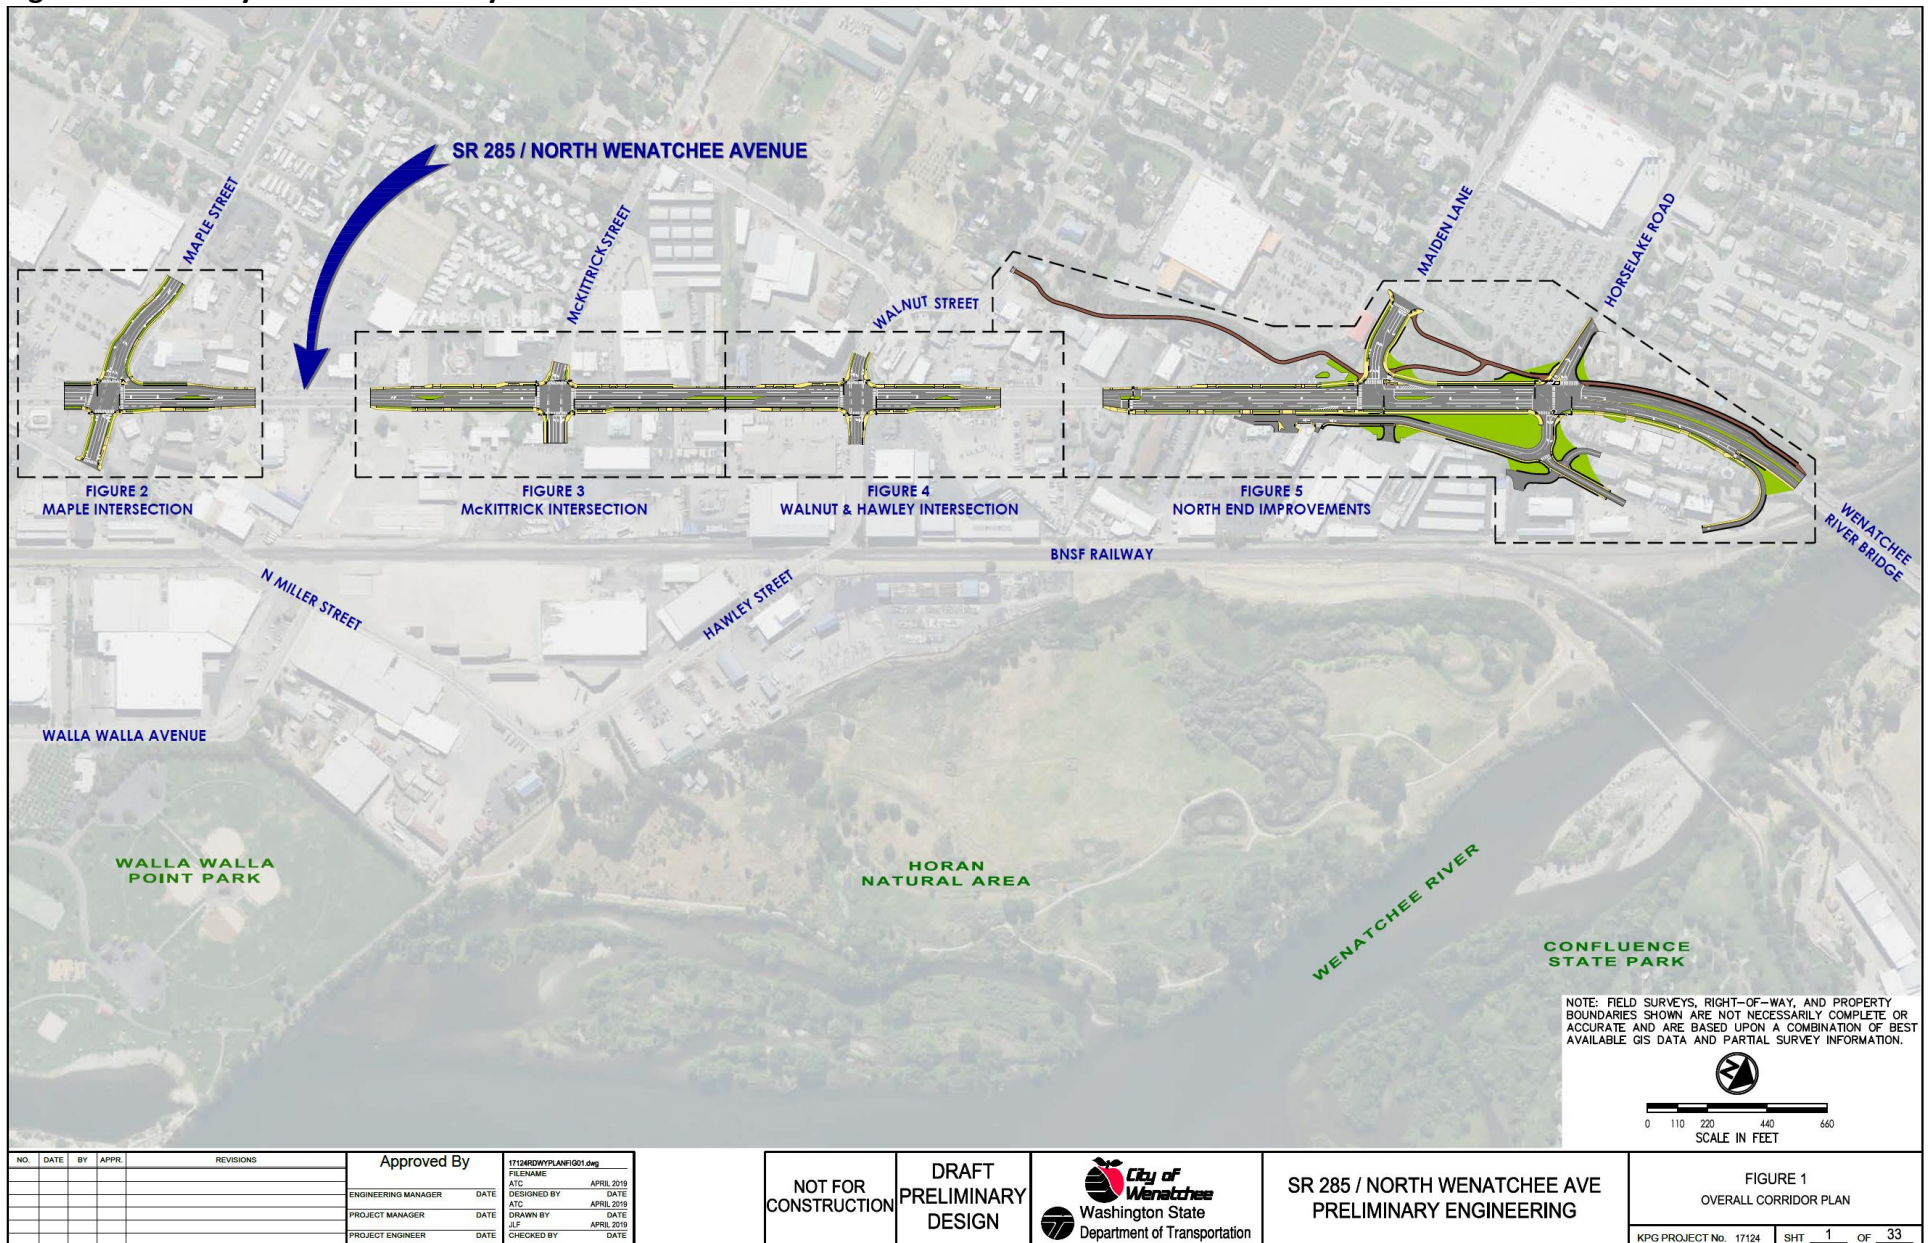 SR 285 / NORTH WENATCHEE AVENUE
MAPLE STREET
McKITTRICK STREET
WALNUT STREET
MAIDEN LANE
HORSELAKE ROAD
FIGURE 2
MAPLE INTERSECTION
FIGURE 3
McKITTRICK INTERSECTION
FIGURE 4
WALNUT & HAWLEY INTERSECTION
FIGURE 5
NORTH END IMPROVEMENTS
WENATCHEE
RIVER BRIDGE
BNSF RAILWAY
N MILLER STREET
HAWLEY STREET
WALLA WALLA AVENUE
WALLA WALLA
POINT PARK
HORAN
NATURAL AREA
WENATCHEE RIVER
CONFLUENCE
STATE PARK
NOTE: FIELD SURVEYS, RIGHT-OF-WAY, AND PROPERTY
BOUNDARIES SHOWN ARE NOT NECESSARILY COMPLETE OR
ACCURATE AND ARE BASED UPON A COMBINATION OF BEST
AVAILABLE GIS DATA AND PARTIAL SURVEY INFORMATION.
N
0 110 220 440 660
SCALE IN FEET
NO. DATE BY APPR. REVISIONS
Approved By
ENGINEERING MANAGER DATE
PROJECT MANAGER DATE
PROJECT ENGINEER DATE
17124RDWYPLANFIG01.dwg
FILENAME
ATC APRIL 2019
DESIGNED BY DATE
ATC APRIL 2019
DRAWN BY DATE
JLF APRIL 2019
CHECKED BY DATE
NOT FOR
CONSTRUCTION
DRAFT
PRELIMINARY
DESIGN
City of
Wenatchee
Washington State
Department of Transportation
SR 285 / NORTH WENATCHEE AVE
PRELIMINARY ENGINEERING
FIGURE 1
OVERALL CORRIDOR PLAN
KPG PROJECT No. 17124 SHT 1 OF 33